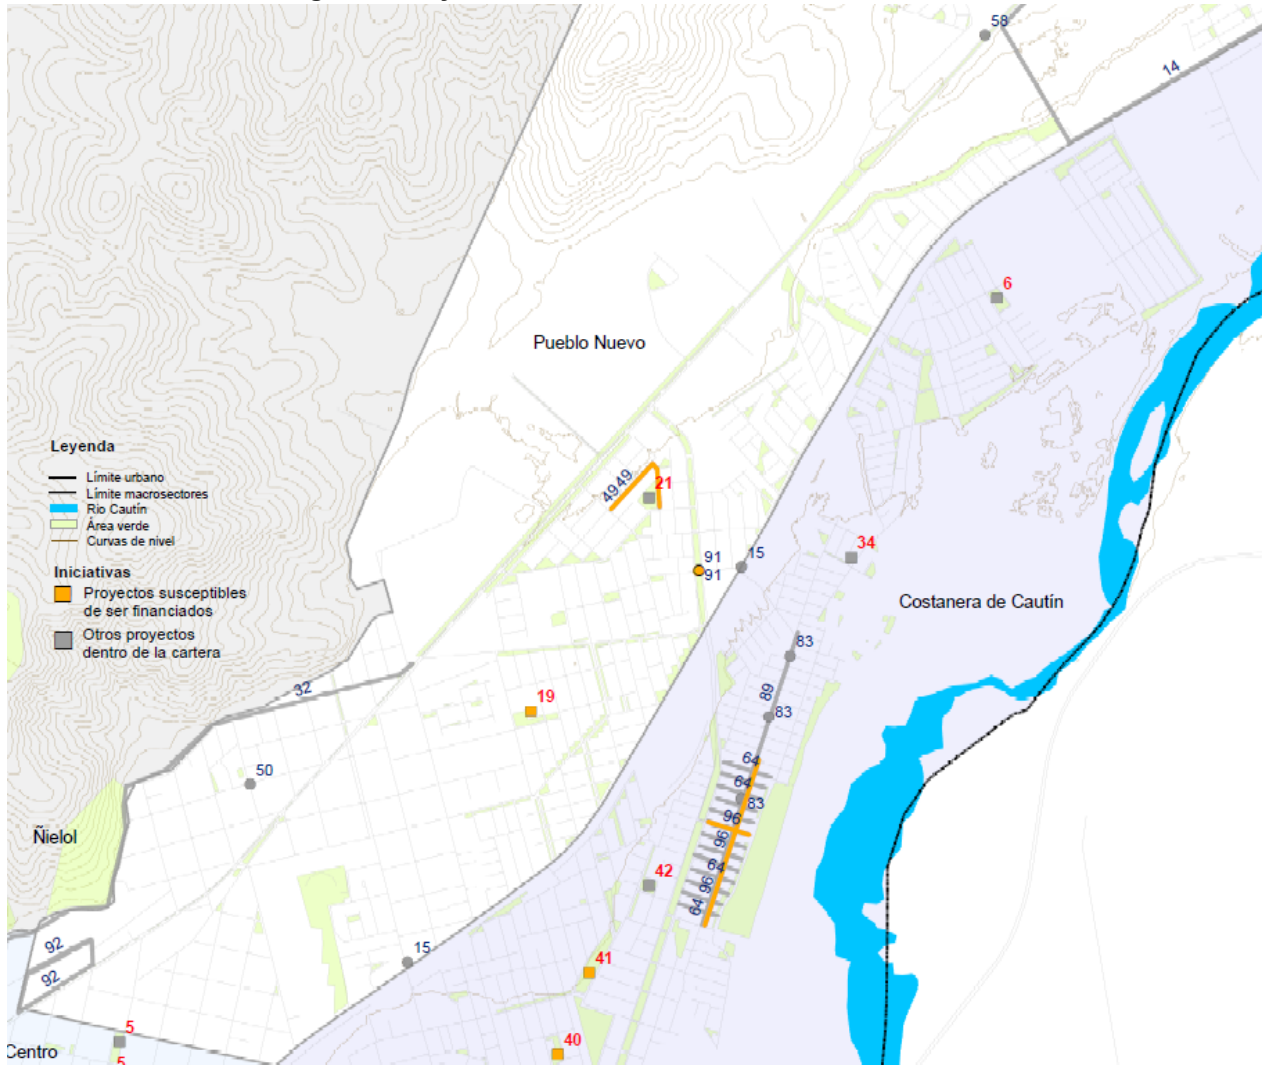 58
14
6
Pueblo Nuevo
Leyenda
Límite urbano
Límite macrosectores
Rio Cautín
Área verde
Curvas de nivel
Iniciativas
Proyectos susceptibles
de ser financiados
Otros proyectos
dentro de la cartera
4949
21
91
91
15
34
Costanera de Cautín
83
89
83
32
19
50
64
64
83
96
96
64
96
64
Ñielol
42
92
92
15
41
5
5
40
Centro